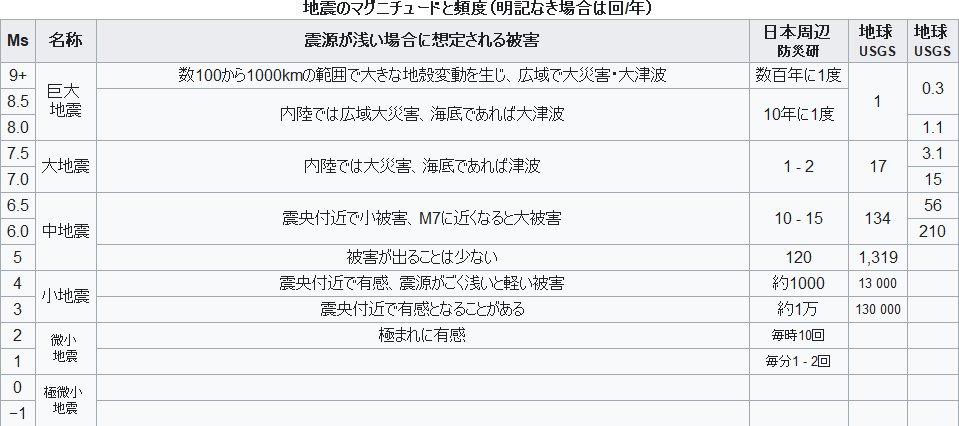 地震のマグニチュードと頻度（明記なき場合は回/年）
Ms 名称 震源が浅い場合に想定される被害 日本周辺 防災研 地球 USGS 地球 USGS
9+ 巨大地震 数100から1000kmの範囲で大きな地殻変動を生じ、広域で大災害・大津波 数百年に1度 1 0.3
8.5 内陸では広域大災害、海底であれば大津波 10年に1度
8.0 1.1
7.5 大地震 内陸では大災害、海底であれば津波 1 - 2 17 3.1
7.0 15
6.5 中地震 震央付近で小被害、M7に近くなると大被害 10 - 15 134 56
6.0 210
5 被害が出ることは少ない 120 1,319
4 小地震 震央付近で有感、震源がごく浅いと軽い被害 約1000 13 000
3 震央付近で有感となることがある 約1万 130 000
2 微小地震 極まれに有感 毎時10回
1 毎分1 - 2回
0 極微小地震
−1